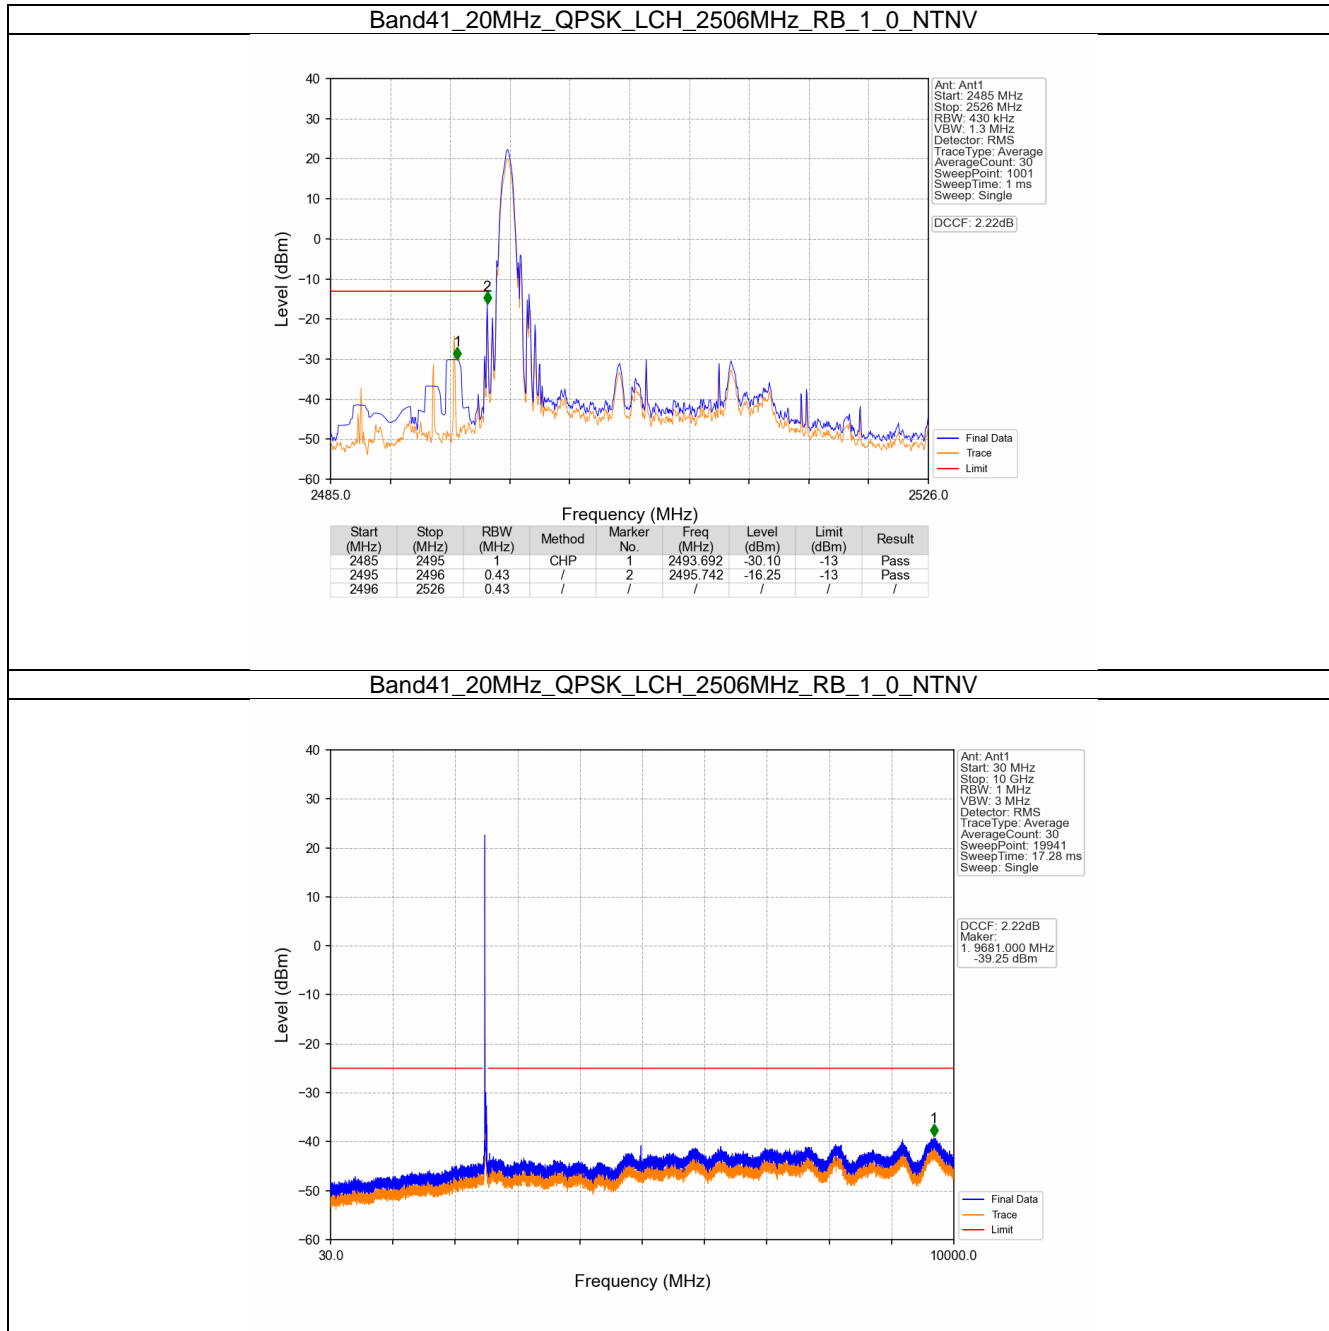 Band41_20MHz_QPSK_LCH_2506MHz_RB_1_0_NTNV
40
30
20
10
0
−10
−20
−30
−40
−50
−60
Level (dBm)
2
1
2485.0
2526.0
Frequency (MHz)
Ant: Ant1
Start: 2485 MHz
Stop: 2526 MHz
RBW: 430 kHz
VBW: 1.3 MHz
Detector: RMS
TraceType: Average
AverageCount: 30
SweepPoint: 1001
SweepTime: 1 ms
Sweep: Single
DCCF: 2.22dB
Final Data
Trace
Limit
Start (MHz) Stop (MHz) RBW (MHz) Method Marker No. Freq (MHz) Level (dBm) Limit (dBm) Result
2485 2495 1 CHP 1 2493.692 -30.10 -13 Pass
2495 2496 0.43 / 2 2495.742 -16.25 -13 Pass
2496 2526 0.43 / / / / / /
Band41_20MHz_QPSK_LCH_2506MHz_RB_1_0_NTNV
40
30
20
10
0
−10
−20
−30
−40
−50
−60
Level (dBm)
1
30.0
10000.0
Frequency (MHz)
Ant: Ant1
Start: 30 MHz
Stop: 10 GHz
RBW: 1 MHz
VBW: 3 MHz
Detector: RMS
TraceType: Average
AverageCount: 30
SweepPoint: 19941
SweepTime: 17.28 ms
Sweep: Single
DCCF: 2.22dB
Maker:
1. 9681.000 MHz
-39.25 dBm
Final Data
Trace
Limit